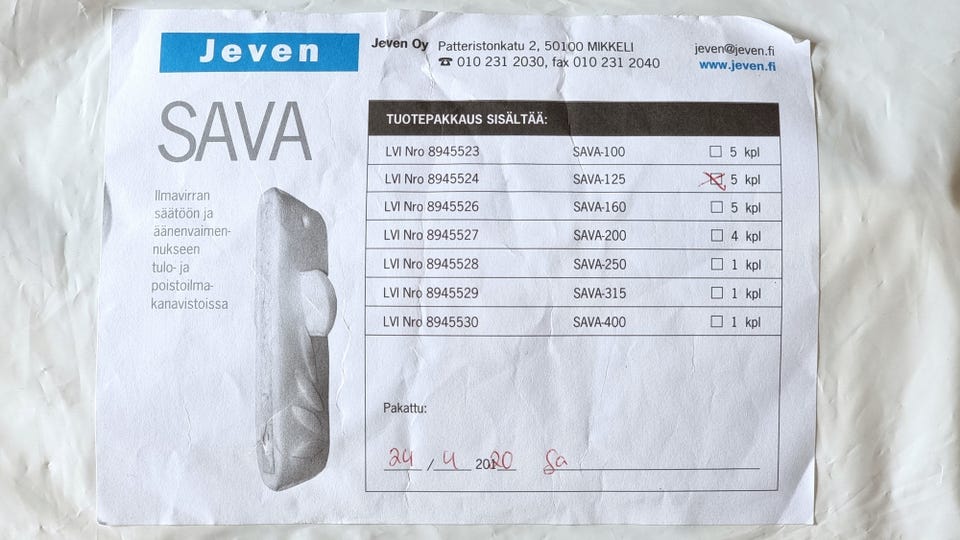 Jeven
Jeven Oy Patteristonkatu 2, 50100 MIKKELI
☎ 010 231 2030, fax 010 231 2040
jeven@jeven.fi
www.jeven.fi
SAVA
Ilmavirran
säätöön ja
äänenvaimen-
nukseen
tulo- ja
poistoilma-
kanavistoissa
TUOTEPAKKAUS SISÄLTÄÄ:
LVI Nro 8945523 SAVA-100 ☐ 5 kpl
LVI Nro 8945524 SAVA-125 ☒ 5 kpl
LVI Nro 8945526 SAVA-160 ☐ 5 kpl
LVI Nro 8945527 SAVA-200 ☐ 4 kpl
LVI Nro 8945528 SAVA-250 ☐ 1 kpl
LVI Nro 8945529 SAVA-315 ☐ 1 kpl
LVI Nro 8945530 SAVA-400 ☐ 1 kpl
Pakattu:
24 / 4 2020 Sa